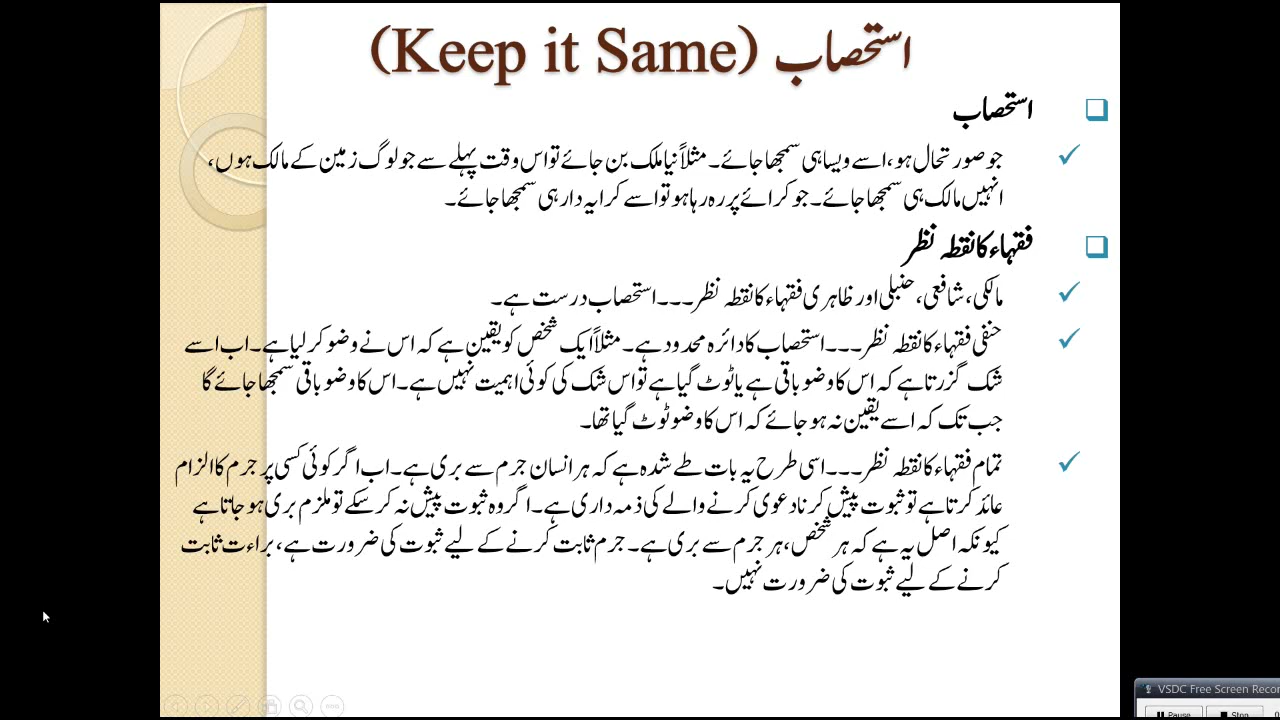 استحصاب (Keep it Same)
استحصاب
جو صورتحال ہو، اسے ویسا ہی سمجھا جائے۔ مثلاً نیا ملک بن جائے تو اس وقت پہلے سے جو لوگ زمین کے مالک ہوں،
انہیں مالک ہی سمجھا جائے۔ جو کرائے پر رہ رہا ہو تو اسے کرایہ دار ہی سمجھا جائے۔
فقہاء کا نقطہ نظر
مالکی، شافعی، حنبلی اور ظاہری فقہاء کا نقطہ نظر۔۔۔ استحصاب درست ہے۔
حنفی فقہاء کا نقطہ نظر۔۔۔ استحصاب کا دائرہ محدود ہے۔ مثلاً ایک شخص کو یقین ہے کہ اس نے وضو کر لیا ہے۔ اب اسے
شک گزرتا ہے کہ اس کا وضو باقی ہے یا ٹوٹ گیا ہے تو اس شک کی کوئی اہمیت نہیں ہے۔ اس کا وضو باقی سمجھا جائے گا
جب تک کہ اسے یقین نہ ہو جائے کہ اس کا وضو ٹوٹ گیا تھا۔
تمام فقہاء کا نقطہ نظر۔۔۔ اسی طرح یہ بات طے شدہ ہے کہ ہر انسان جرم سے بری ہے۔ اب اگر کوئی کسی پر جرم کا الزام
عائد کرتا ہے تو ثبوت پیش کرنا دعوی کرنے والے کی ذمہ داری ہے۔ اگر وہ ثبوت پیش نہ کر سکے تو ملزم بری ہو جاتا ہے
کیونکہ اصل یہ ہے کہ ہر شخص، ہر جرم سے بری ہے۔ جرم ثابت کرنے کے لیے ثبوت کی ضرورت ہے، براءت ثابت
کرنے کے لیے ثبوت کی ضرورت نہیں۔
VSDC Free Screen Recor
Pause Stop